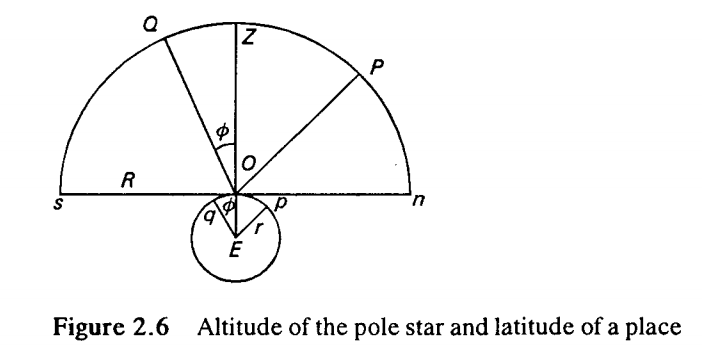 Q
Z
P
φ
O
R
s
n
φ
p
q
r
E
Figure 2.6 Altitude of the pole star and latitude of a place